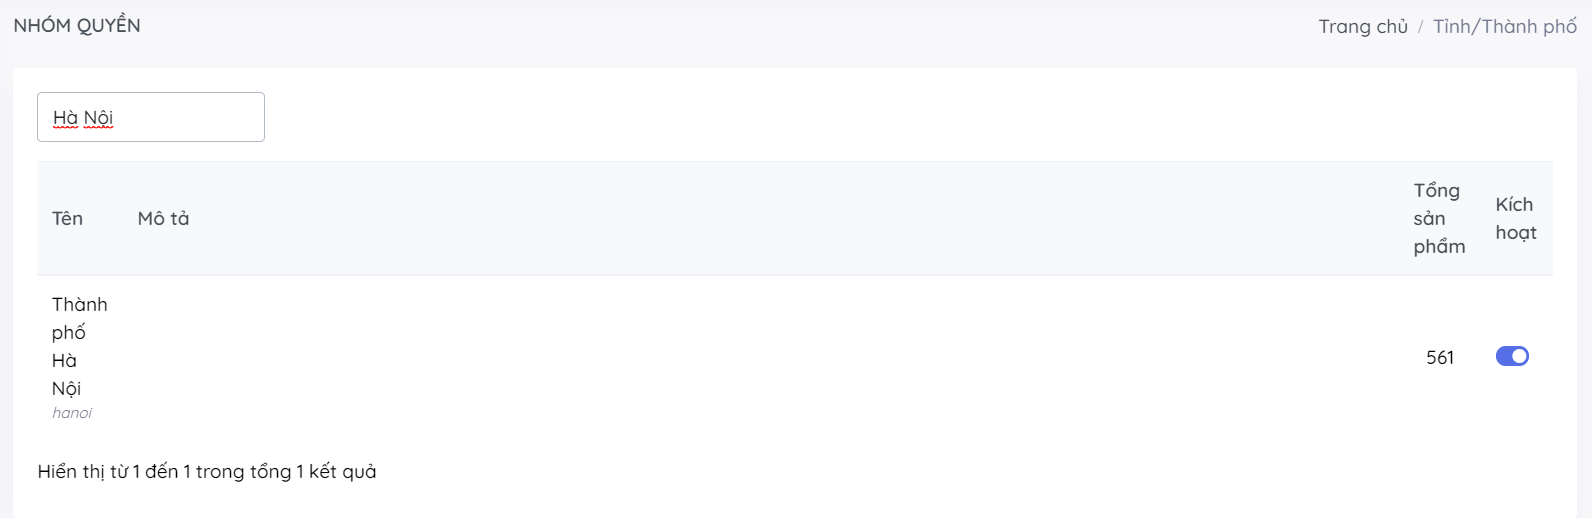 NHÓM QUYỀN
Trang chủ / Tỉnh/Thành phố
Hà Nội
Tên
Mô tả
Tổng
sản
phẩm
Kích
hoạt
Thành
phố
Hà
Nội
hanoi
561
Hiển thị từ 1 đến 1 trong tổng 1 kết quả